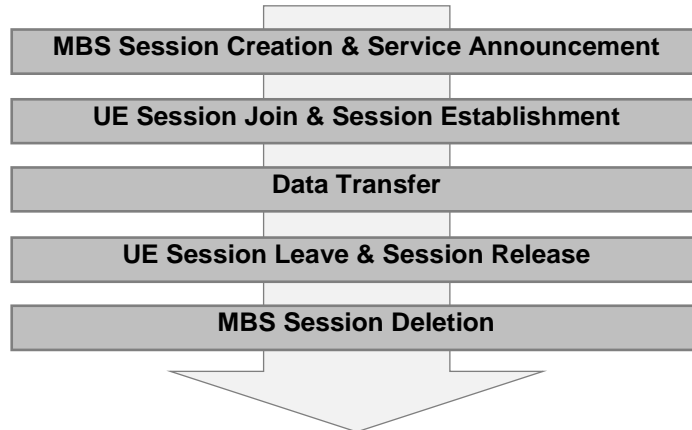 MBS Session Creation & Service Announcement
UE Session Join & Session Establishment
Data Transfer
UE Session Leave & Session Release
MBS Session Deletion